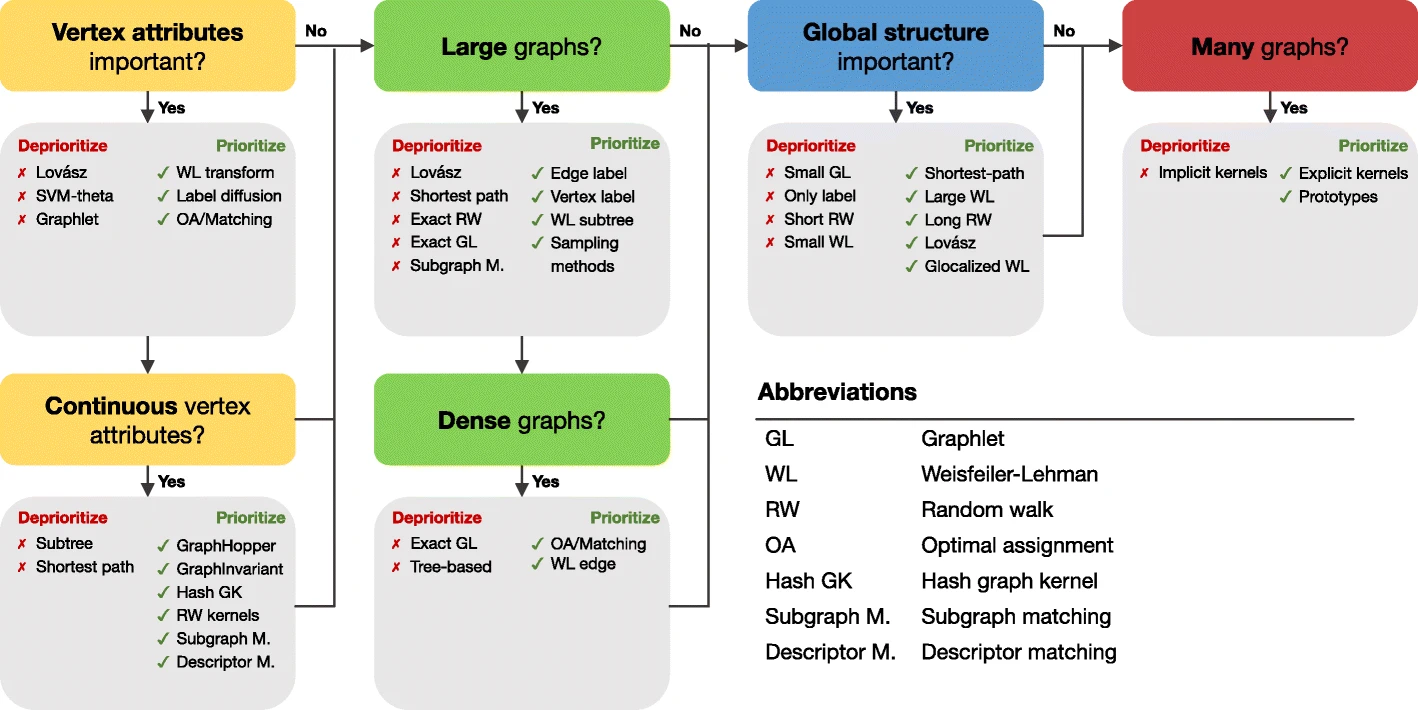 Vertex attributes
important?
No
Yes
Deprioritize
✗ Lovász
✗ SVM-theta
✗ Graphlet
Prioritize
✓ WL transform
✓ Label diffusion
✓ OA/Matching
Continuous vertex
attributes?
Yes
Deprioritize
✗ Subtree
✗ Shortest path
Prioritize
✓ GraphHopper
✓ GraphInvariant
✓ Hash GK
✓ RW kernels
✓ Subgraph M.
✓ Descriptor M.
Large graphs?
No
Yes
Deprioritize
✗ Lovász
✗ Shortest path
✗ Exact RW
✗ Exact GL
✗ Subgraph M.
Prioritize
✓ Edge label
✓ Vertex label
✓ WL subtree
✓ Sampling
methods
Dense graphs?
Yes
Deprioritize
✗ Exact GL
✗ Tree-based
Prioritize
✓ OA/Matching
✓ WL edge
Global structure
important?
No
Yes
Deprioritize
✗ Small GL
✗ Only label
✗ Short RW
✗ Small WL
Prioritize
✓ Shortest-path
✓ Large WL
✓ Long RW
✓ Lovász
✓ Glocalized WL
Many graphs?
Yes
Deprioritize
✗ Implicit kernels
Prioritize
✓ Explicit kernels
✓ Prototypes
Abbreviations
GL Graphlet
WL Weisfeiler-Lehman
RW Random walk
OA Optimal assignment
Hash GK Hash graph kernel
Subgraph M. Subgraph matching
Descriptor M. Descriptor matching